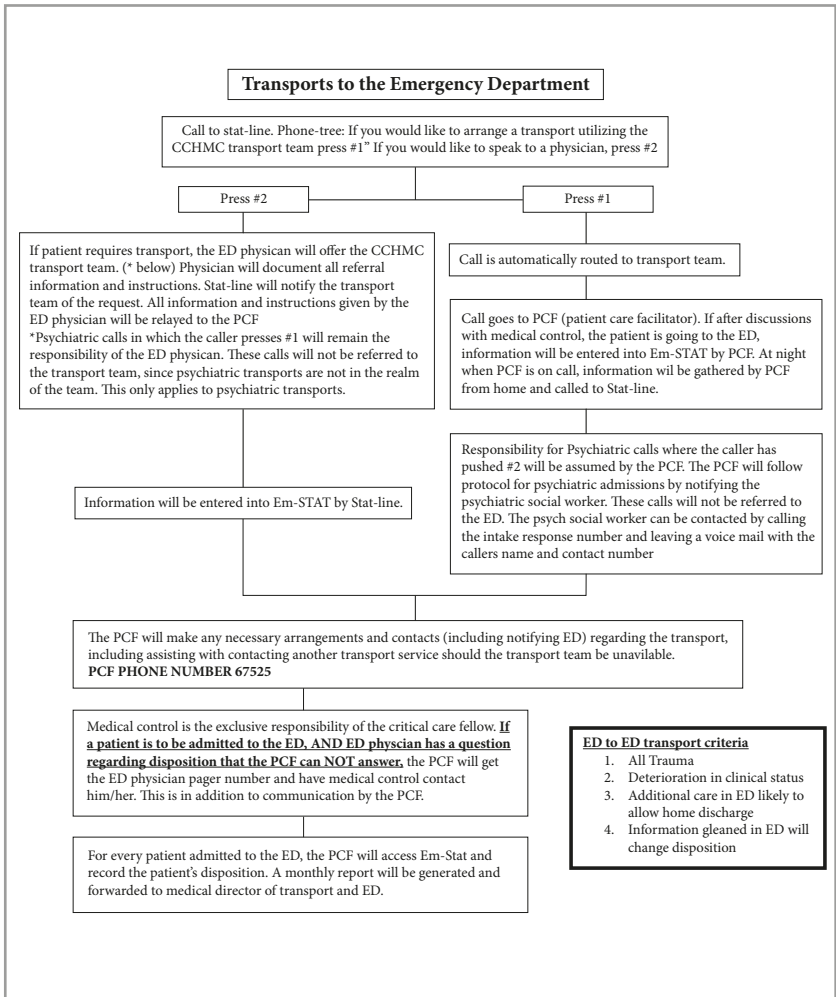 Transports to the Emergency Department
Call to stat-line. Phone-tree: If you would like to arrange a transport utilizing the
CCHMC transport team press #1” If you would like to speak to a physician, press #2
Press #2
Press #1
If patient requires transport, the ED physican will offer the CCHMC
transport team. (* below) Physician will document all referral
information and instructions. Stat-line will notify the transport
team of the request. All information and instructions given by the
ED physician will be relayed to the PCF
*Psychiatric calls in which the caller presses #1 will remain the
responsibility of the ED physican. These calls will not be referred to
the transport team, since psychiatric transports are not in the realm
of the team. This only applies to psychiatric transports.
Information will be entered into Em-STAT by Stat-line.
Call is automatically routed to transport team.
Call goes to PCF (patient care facilitator). If after discussions
with medical control, the patient is going to the ED,
information will be entered into Em-STAT by PCF. At night
when PCF is on call, information wil be gathered by PCF
from home and called to Stat-line.
Responsibility for Psychiatric calls where the caller has
pushed #2 will be assumed by the PCF. The PCF will follow
protocol for psychiatric admissions by notifying the
psychiatric social worker. These calls will not be referred to
the ED. The psych social worker can be contacted by calling
the intake response number and leaving a voice mail with the
callers name and contact number
The PCF will make any necessary arrangements and contacts (including notifying ED) regarding the transport,
including assisting with contacting another transport service should the transport team be unavailable.
PCF PHONE NUMBER 67525
Medical control is the exclusive responsibility of the critical care fellow. If
a patient is to be admitted to the ED, AND ED physcian has a question
regarding disposition that the PCF can NOT answer, the PCF will get
the ED physician pager number and have medical control contact
him/her. This is in addition to communication by the PCF.
For every patient admitted to the ED, the PCF will access Em-Stat and
record the patient’s disposition. A monthly report will be generated and
forwarded to medical director of transport and ED.
ED to ED transport criteria
1. All Trauma
2. Deterioration in clinical status
3. Additional care in ED likely to
allow home discharge
4. Information gleaned in ED will
change disposition